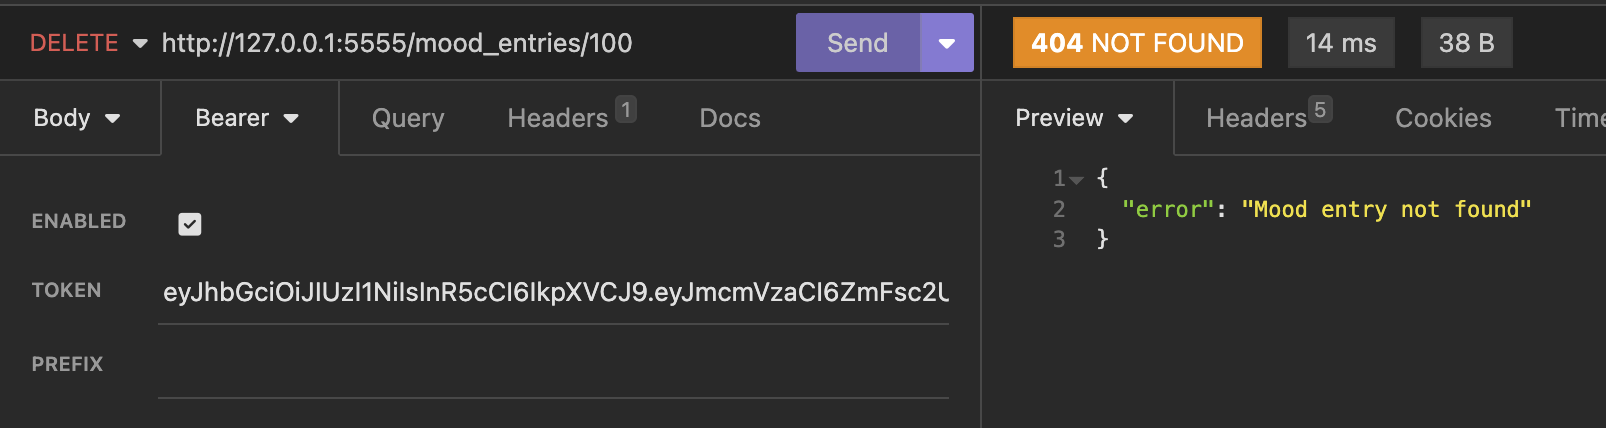 DELETE http://127.0.0.1:5555/mood_entries/100 Send
404 NOT FOUND 14 ms 38 B
Body Bearer Query Headers 1 Docs
Preview Headers 5 Cookies Time
ENABLED
TOKEN eyJhbGciOiJIUzI1NiIsInR5cCI6IkpXVCJ9.eyJmcmVzaCI6ZmFsc2U
PREFIX
1 {
2 "error": "Mood entry not found"
3 }